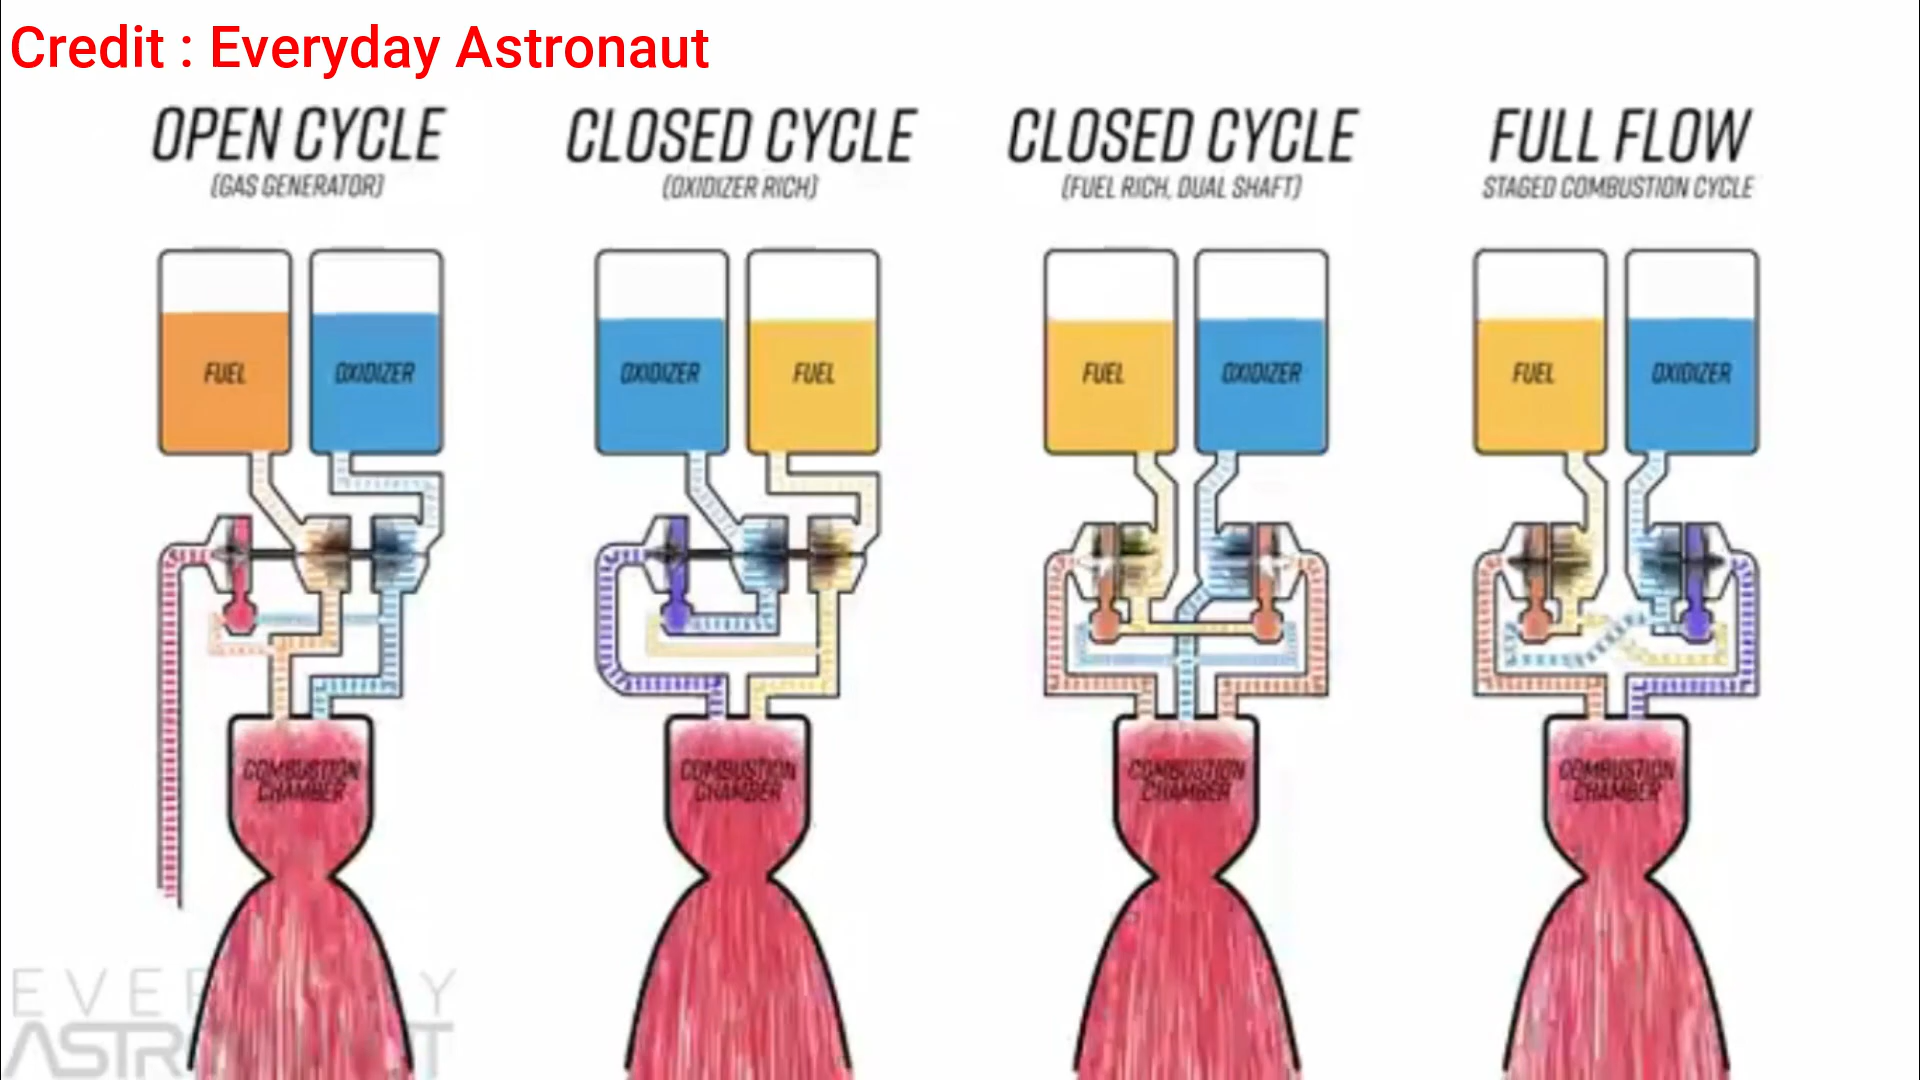 Credit : Everyday Astronaut
OPEN CYCLE
(GAS GENERATOR)
CLOSED CYCLE
(OXIDIZER RICH)
CLOSED CYCLE
(FUEL RICH, DUAL SHAFT)
FULL FLOW
STAGED COMBUSTION CYCLE
FUEL
OXIDIZER
OXIDIZER
FUEL
FUEL
OXIDIZER
FUEL
OXIDIZER
COMBUSTION
CHAMBER
COMBUSTION
CHAMBER
COMBUSTION
CHAMBER
COMBUSTION
CHAMBER